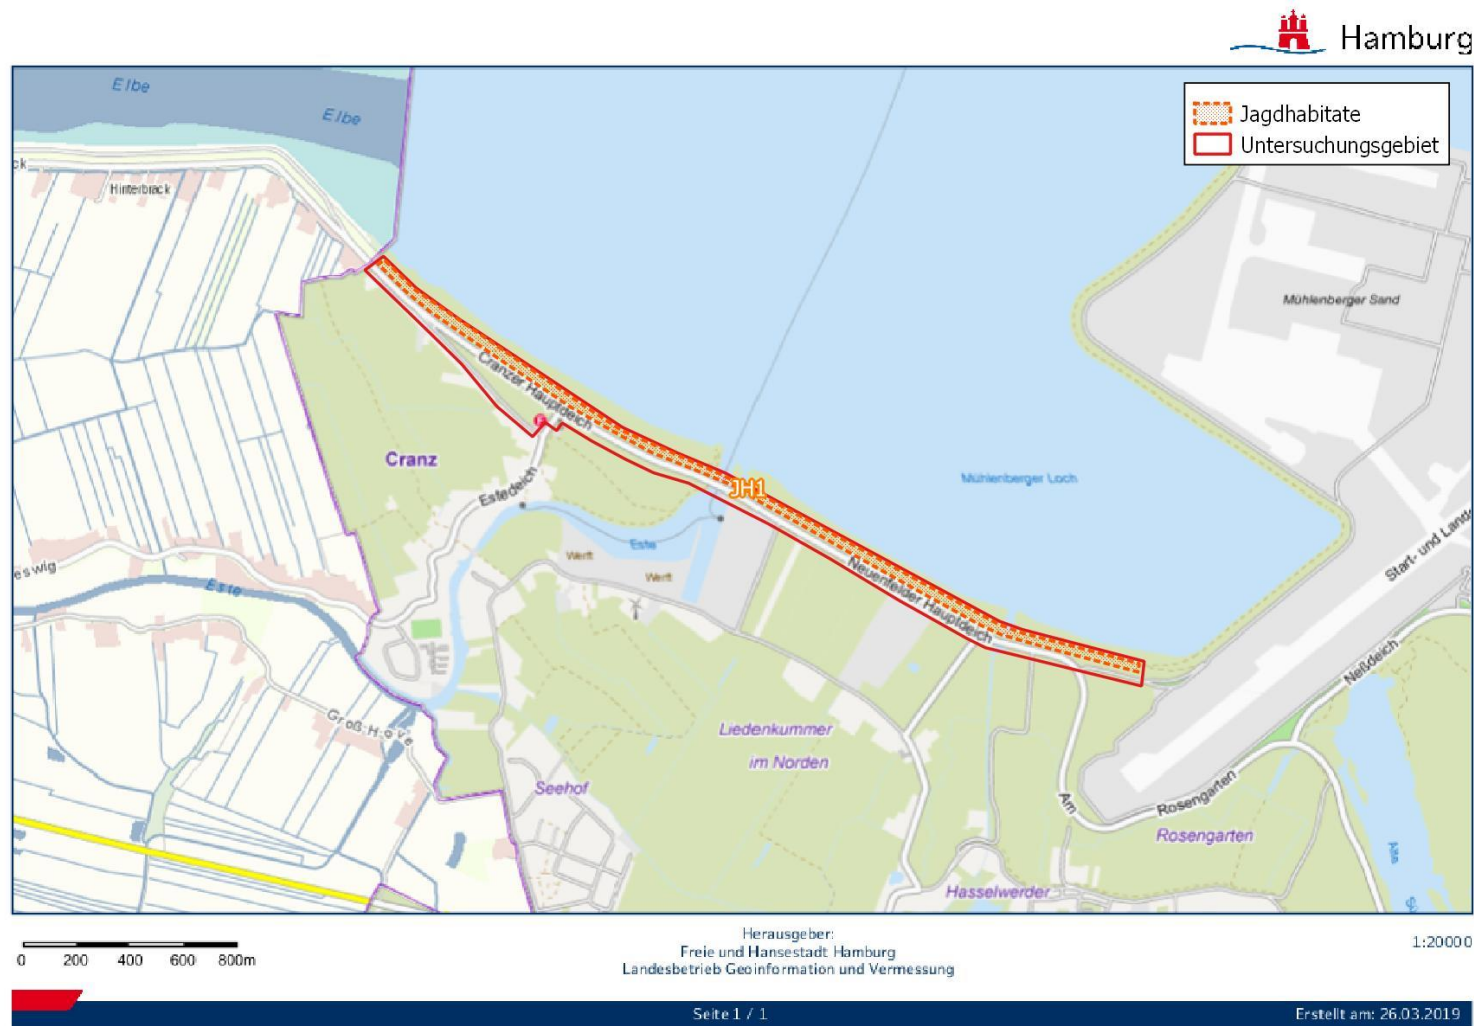 Hamburg
Elbe
Elbe
Jagdhabitate
Untersuchungsgebiet
ck
Hinterbrack
Mühlenberger Sand
Cranzer Hauptdeich
Cranz
Mühlenberger Loch
JH1
Estedeich
Start- und Lande
Werft
Este
Werft
eswig
Este
Neuenfelder Hauptdeich
Neßdeich
Groß-Hove
Liedenkummer
im Norden
Seehof
Am
Rosengarten
Rosengarten
Hasselwerder
0 200 400 600 800m
Herausgeber:
Freie und Hansestadt Hamburg
Landesbetrieb Geoinformation und Vermessung
1:20000
Seite 1 / 1
Erstellt am: 26.03.2019